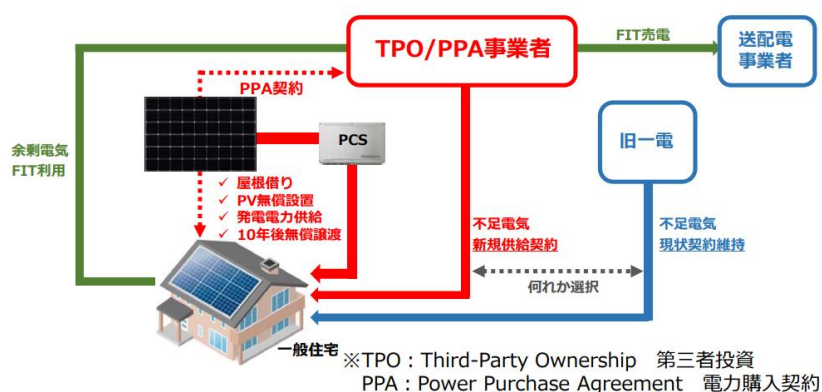 TPO/PPA事業者
FIT売電
送配電
事業者
PPA契約
PCS
旧一電
余剰電気
FIT利用
✓ 屋根借り
✓ PV無償設置
✓ 発電電力供給
✓ 10年後無償譲渡
不足電気
新規供給契約
不足電気
現状契約維持
何れか選択
一般住宅
※TPO：Third-Party Ownership　第三者投資
PPA：Power Purchase Agreement　電力購入契約